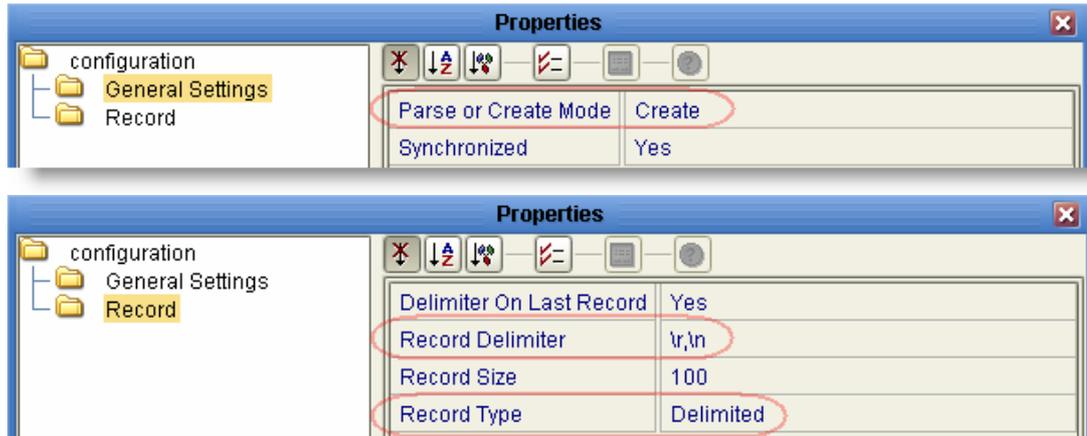 Properties
configuration
General Settings
Record
Parse or Create Mode Create
Synchronized Yes
Properties
configuration
General Settings
Record
Delimiter On Last Record Yes
Record Delimiter \r,\n
Record Size 100
Record Type Delimited